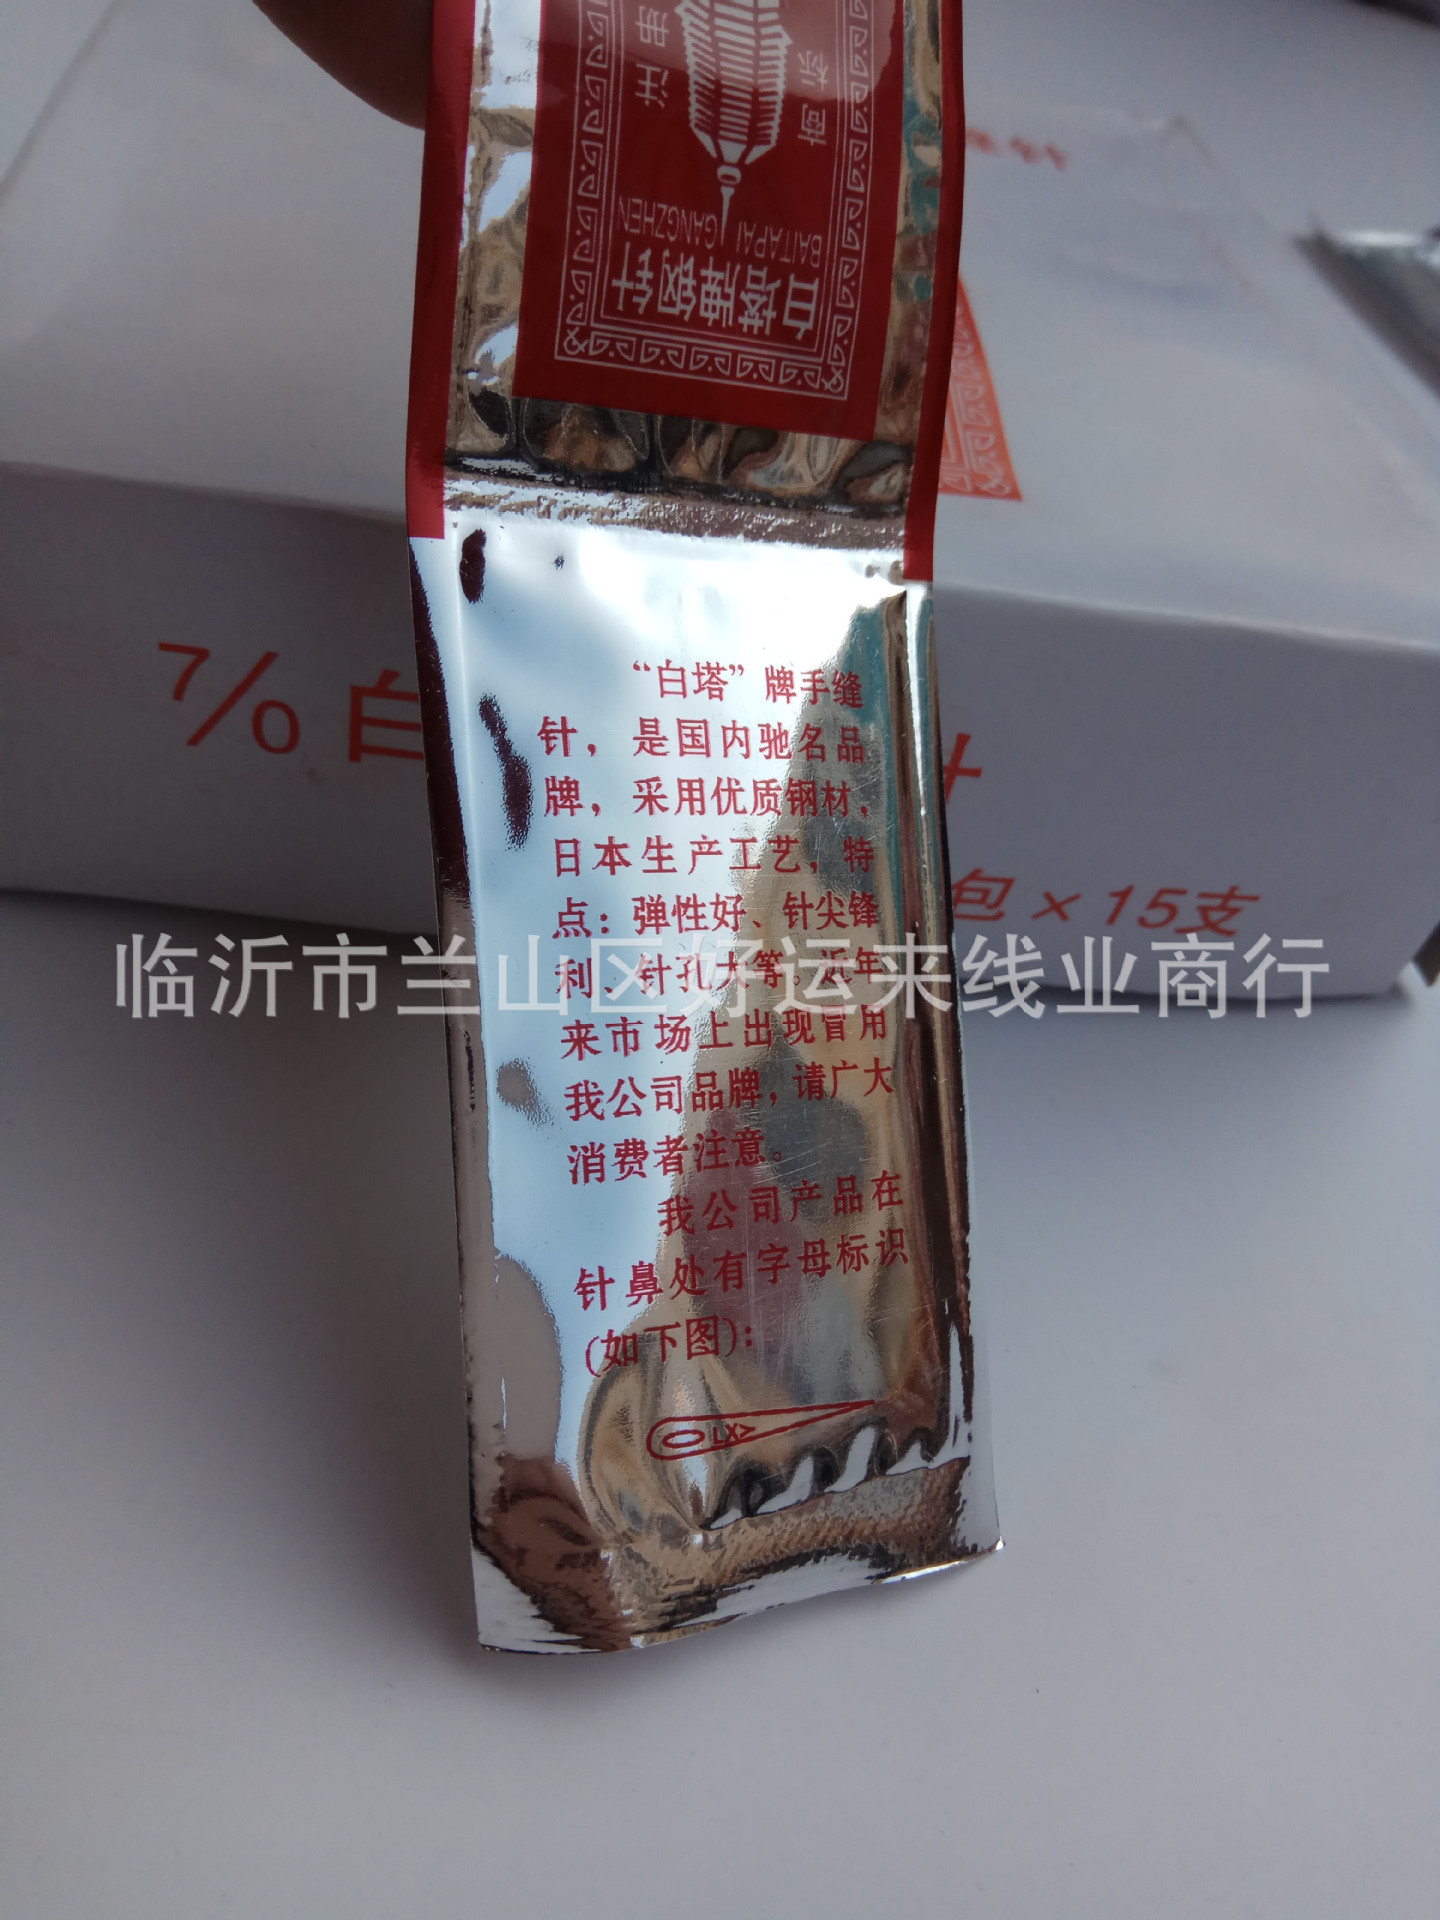 注册
商标
BAITAPAI GANGZHEN
白塔牌钢针
“白塔”牌手缝
针，是国内驰名品
牌，采用优质钢材，
日本生产工艺，特
点：弹性好、针尖锋
利、针孔大等。近年
来市场上出现冒用
我公司品牌，请广大
消费者注意。
我公司产品在
针鼻处有字母标识
(如下图)：
LX>
7/0 白
包×15支
临沂市兰山区好运来线业商行